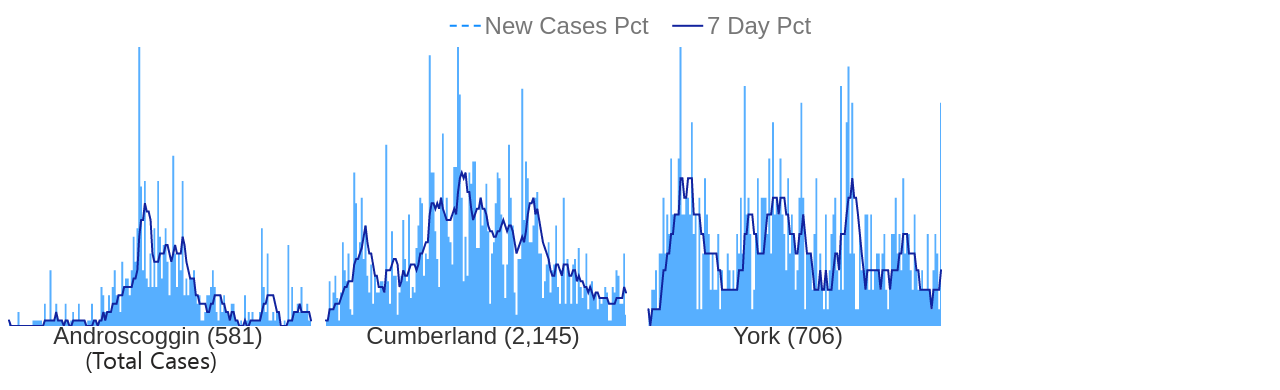 New Cases Pct 7 Day Pct
Androscoggin (581) Cumberland (2,145) York (706)
(Total Cases)